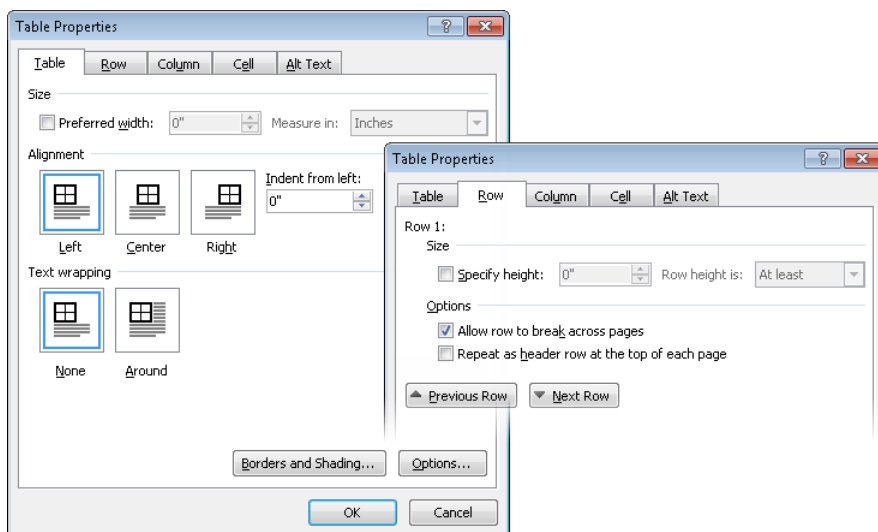 Table Properties
Table Row Column Cell Alt Text
Size
Preferred width: 0" Measure in: Inches
Alignment
Indent from left:
0"
Left Center Right
Text wrapping
None Around
Borders and Shading... Options...
OK Cancel
Table Properties
Table Row Column Cell Alt Text
Row 1:
Size
Specify height: 0" Row height is: At least
Options
Allow row to break across pages
Repeat as header row at the top of each page
Previous Row Next Row